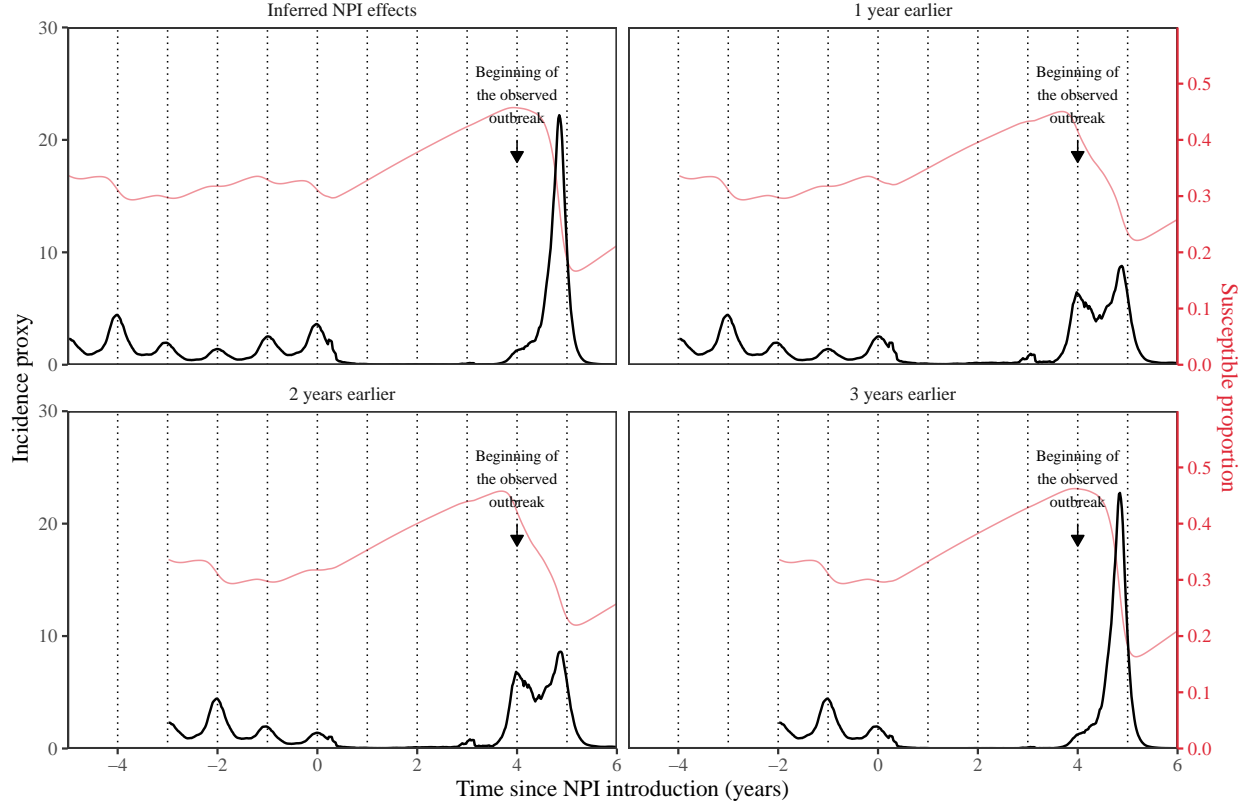 Inferred NPI effects
1 year earlier
30
20
10
0
Beginning of
the observed
outbreak
Beginning of
the observed
outbreak
0.5
0.4
0.3
0.2
0.1
0.0
Incidence proxy
Susceptible proportion
2 years earlier
3 years earlier
30
20
10
0
Beginning of
the observed
outbreak
Beginning of
the observed
outbreak
0.5
0.4
0.3
0.2
0.1
0.0
−4 −2 0 2 4 6
−4 −2 0 2 4 6
Time since NPI introduction (years)